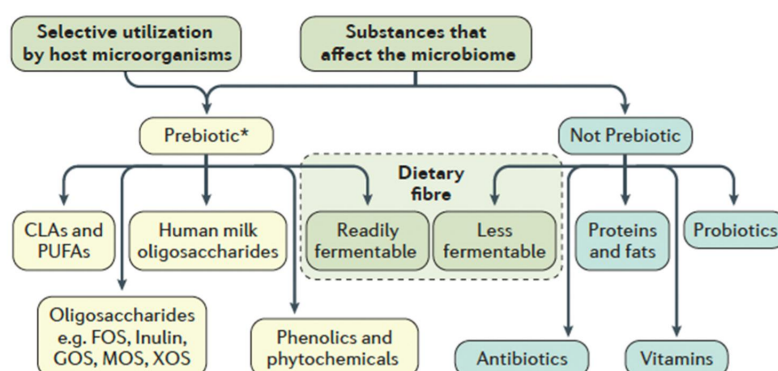 Selective utilization
by host microorganisms
Substances that
affect the microbiome
Prebiotic*
Not Prebiotic
Dietary
fibre
CLAs and
PUFAs
Human milk
oligosaccharides
Readily
fermentable
Less
fermentable
Proteins
and fats
Probiotics
Oligosaccharides
e.g. FOS, Inulin,
GOS, MOS, XOS
Phenolics and
phytochemicals
Antibiotics
Vitamins